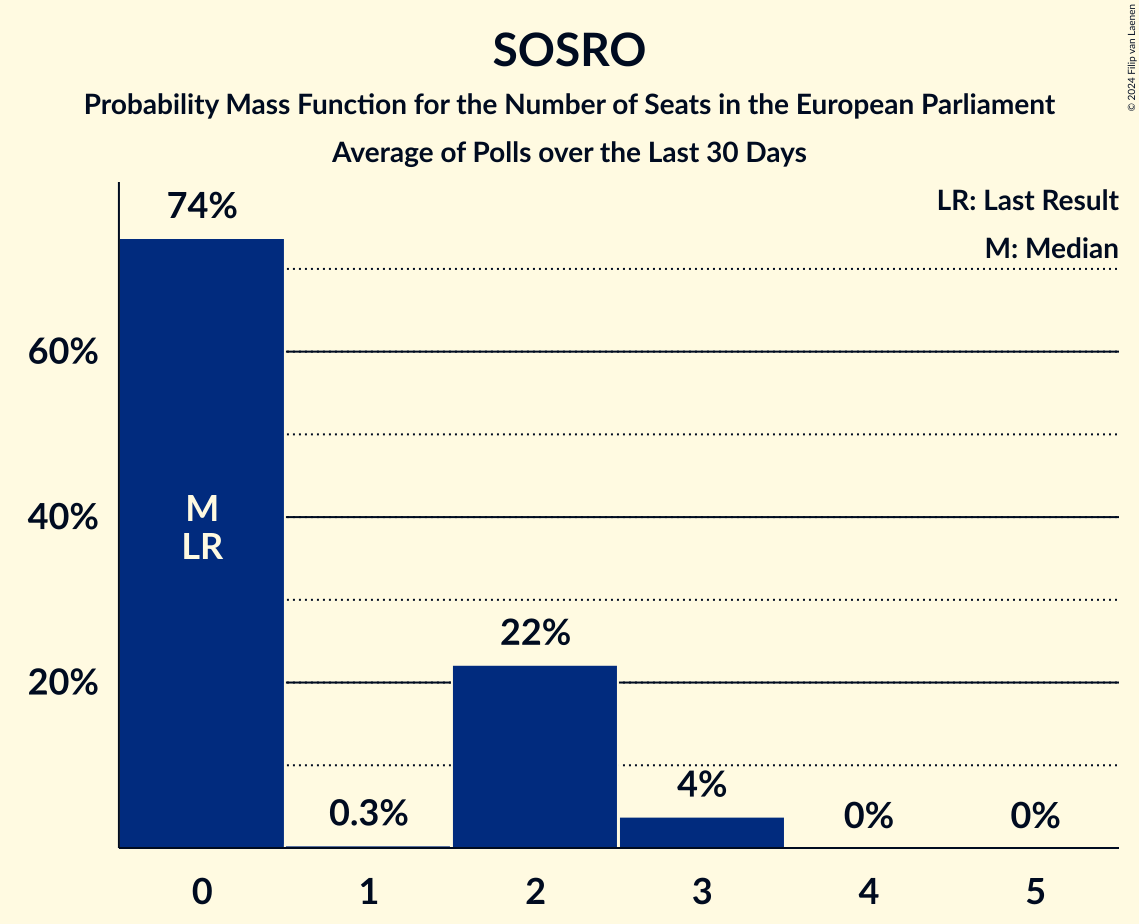 SOSRO
Probability Mass Function for the Number of Seats in the European Parliament
Average of Polls over the Last 30 Days
© 2024 Filip van Laenen
LR: Last Result
M: Median
74%
60%
40%
20%
M
LR
0.3%
22%
4%
0%
0%
0 1 2 3 4 5